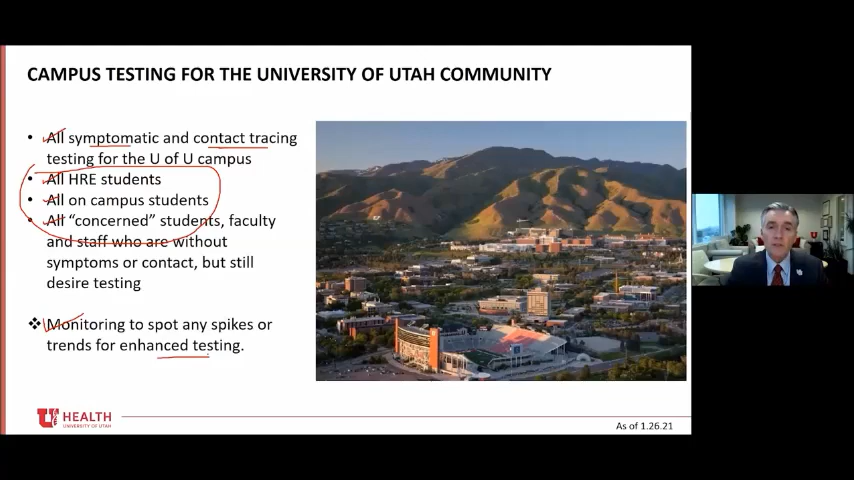 CAMPUS TESTING FOR THE UNIVERSITY OF UTAH COMMUNITY
• All symptomatic and contact tracing
testing for the U of U campus
• All HRE students
• All on campus students
• All “concerned” students, faculty
and staff who are without
symptoms or contact, but still
desire testing
❖ Monitoring to spot any spikes or
trends for enhanced testing.
U HEALTH
UNIVERSITY OF UTAH
As of 1.26.21